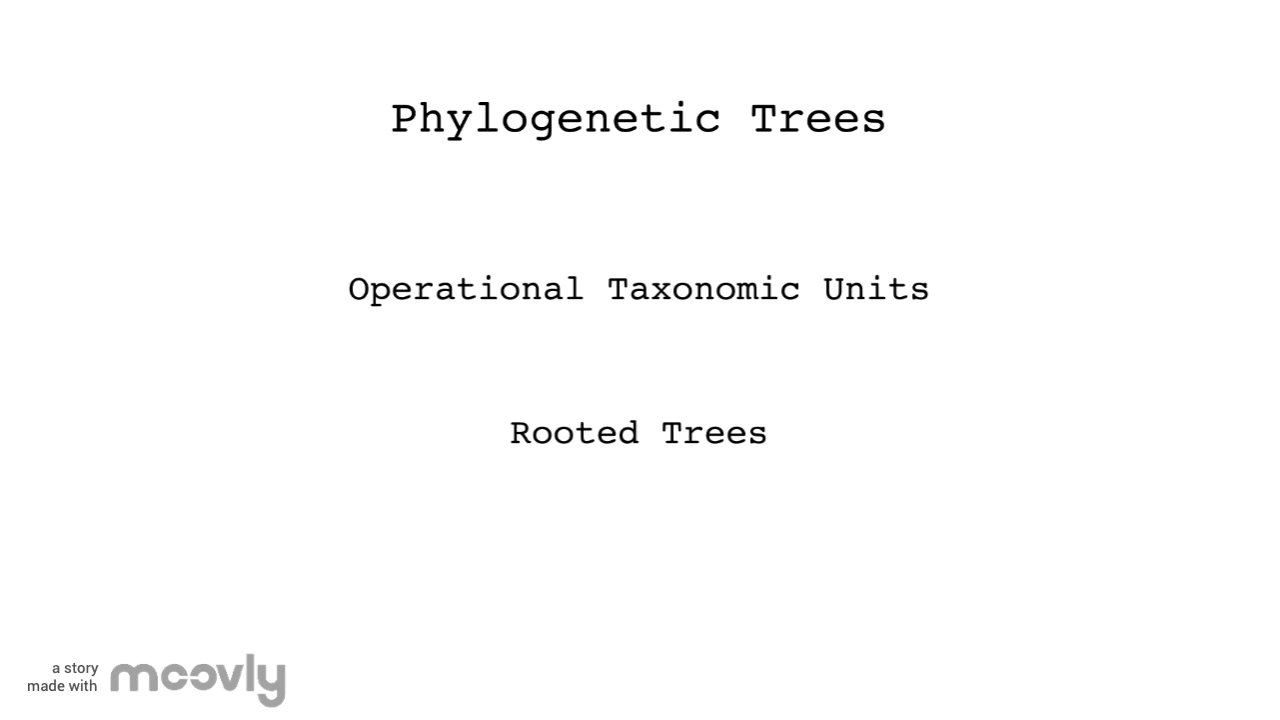 Phylogenetic Trees
Operational Taxonomic Units
Rooted Trees
a story
made with moovly